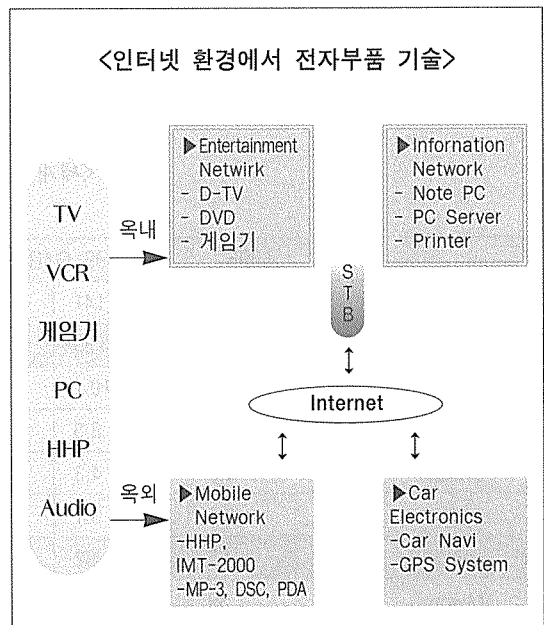 <인터넷 환경에서 전자부품 기술>
TV
VCR
게임기
PC
HHP
Audio
옥내
▶Entertainment
Netwirk
- D-TV
- DVD
- 게임기
▶Infornation
Network
- Note PC
- PC Server
- Printer
S
T
B
Internet
옥외
▶Mobile
Network
-HHP,
IMT-2000
-MP-3, DSC, PDA
▶Car
Electronics
-Car Navi
-GPS System